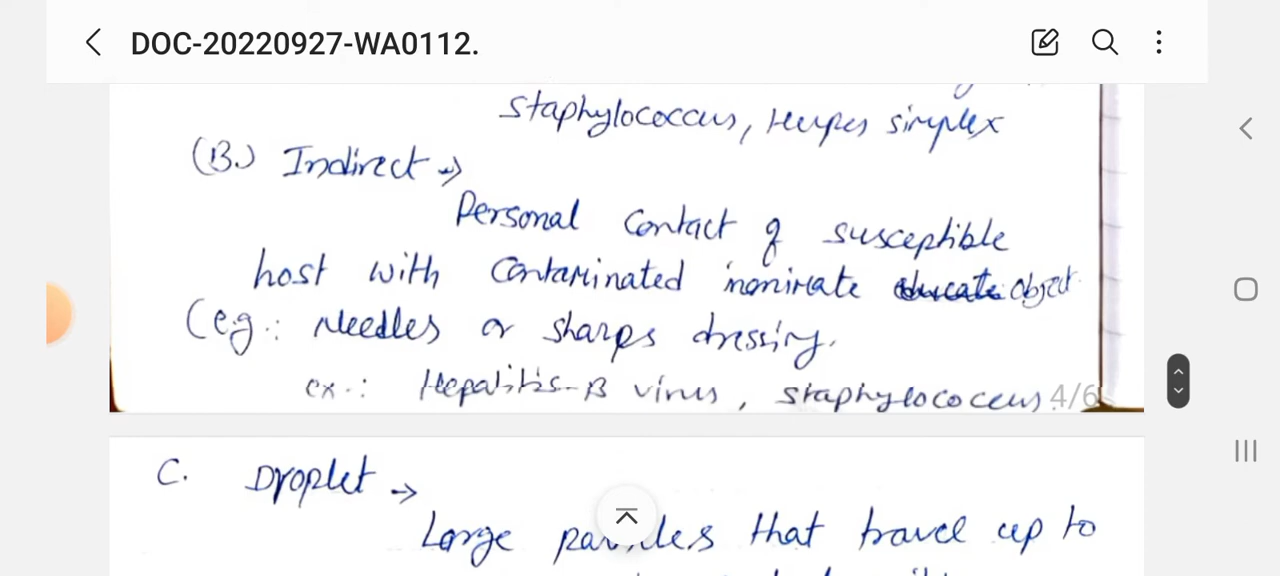 DOC-20220927-WA0112.
Staphylococcus, Herpes simplex
(B.) Indirect →
Personal Contact of susceptible
host with contaminated inanimate object
(eg.: Needles or sharps dressing.
ex.: Hepatitis-B virus, staphylococcus
4/6
C. Droplet →
Large particles that travel up to